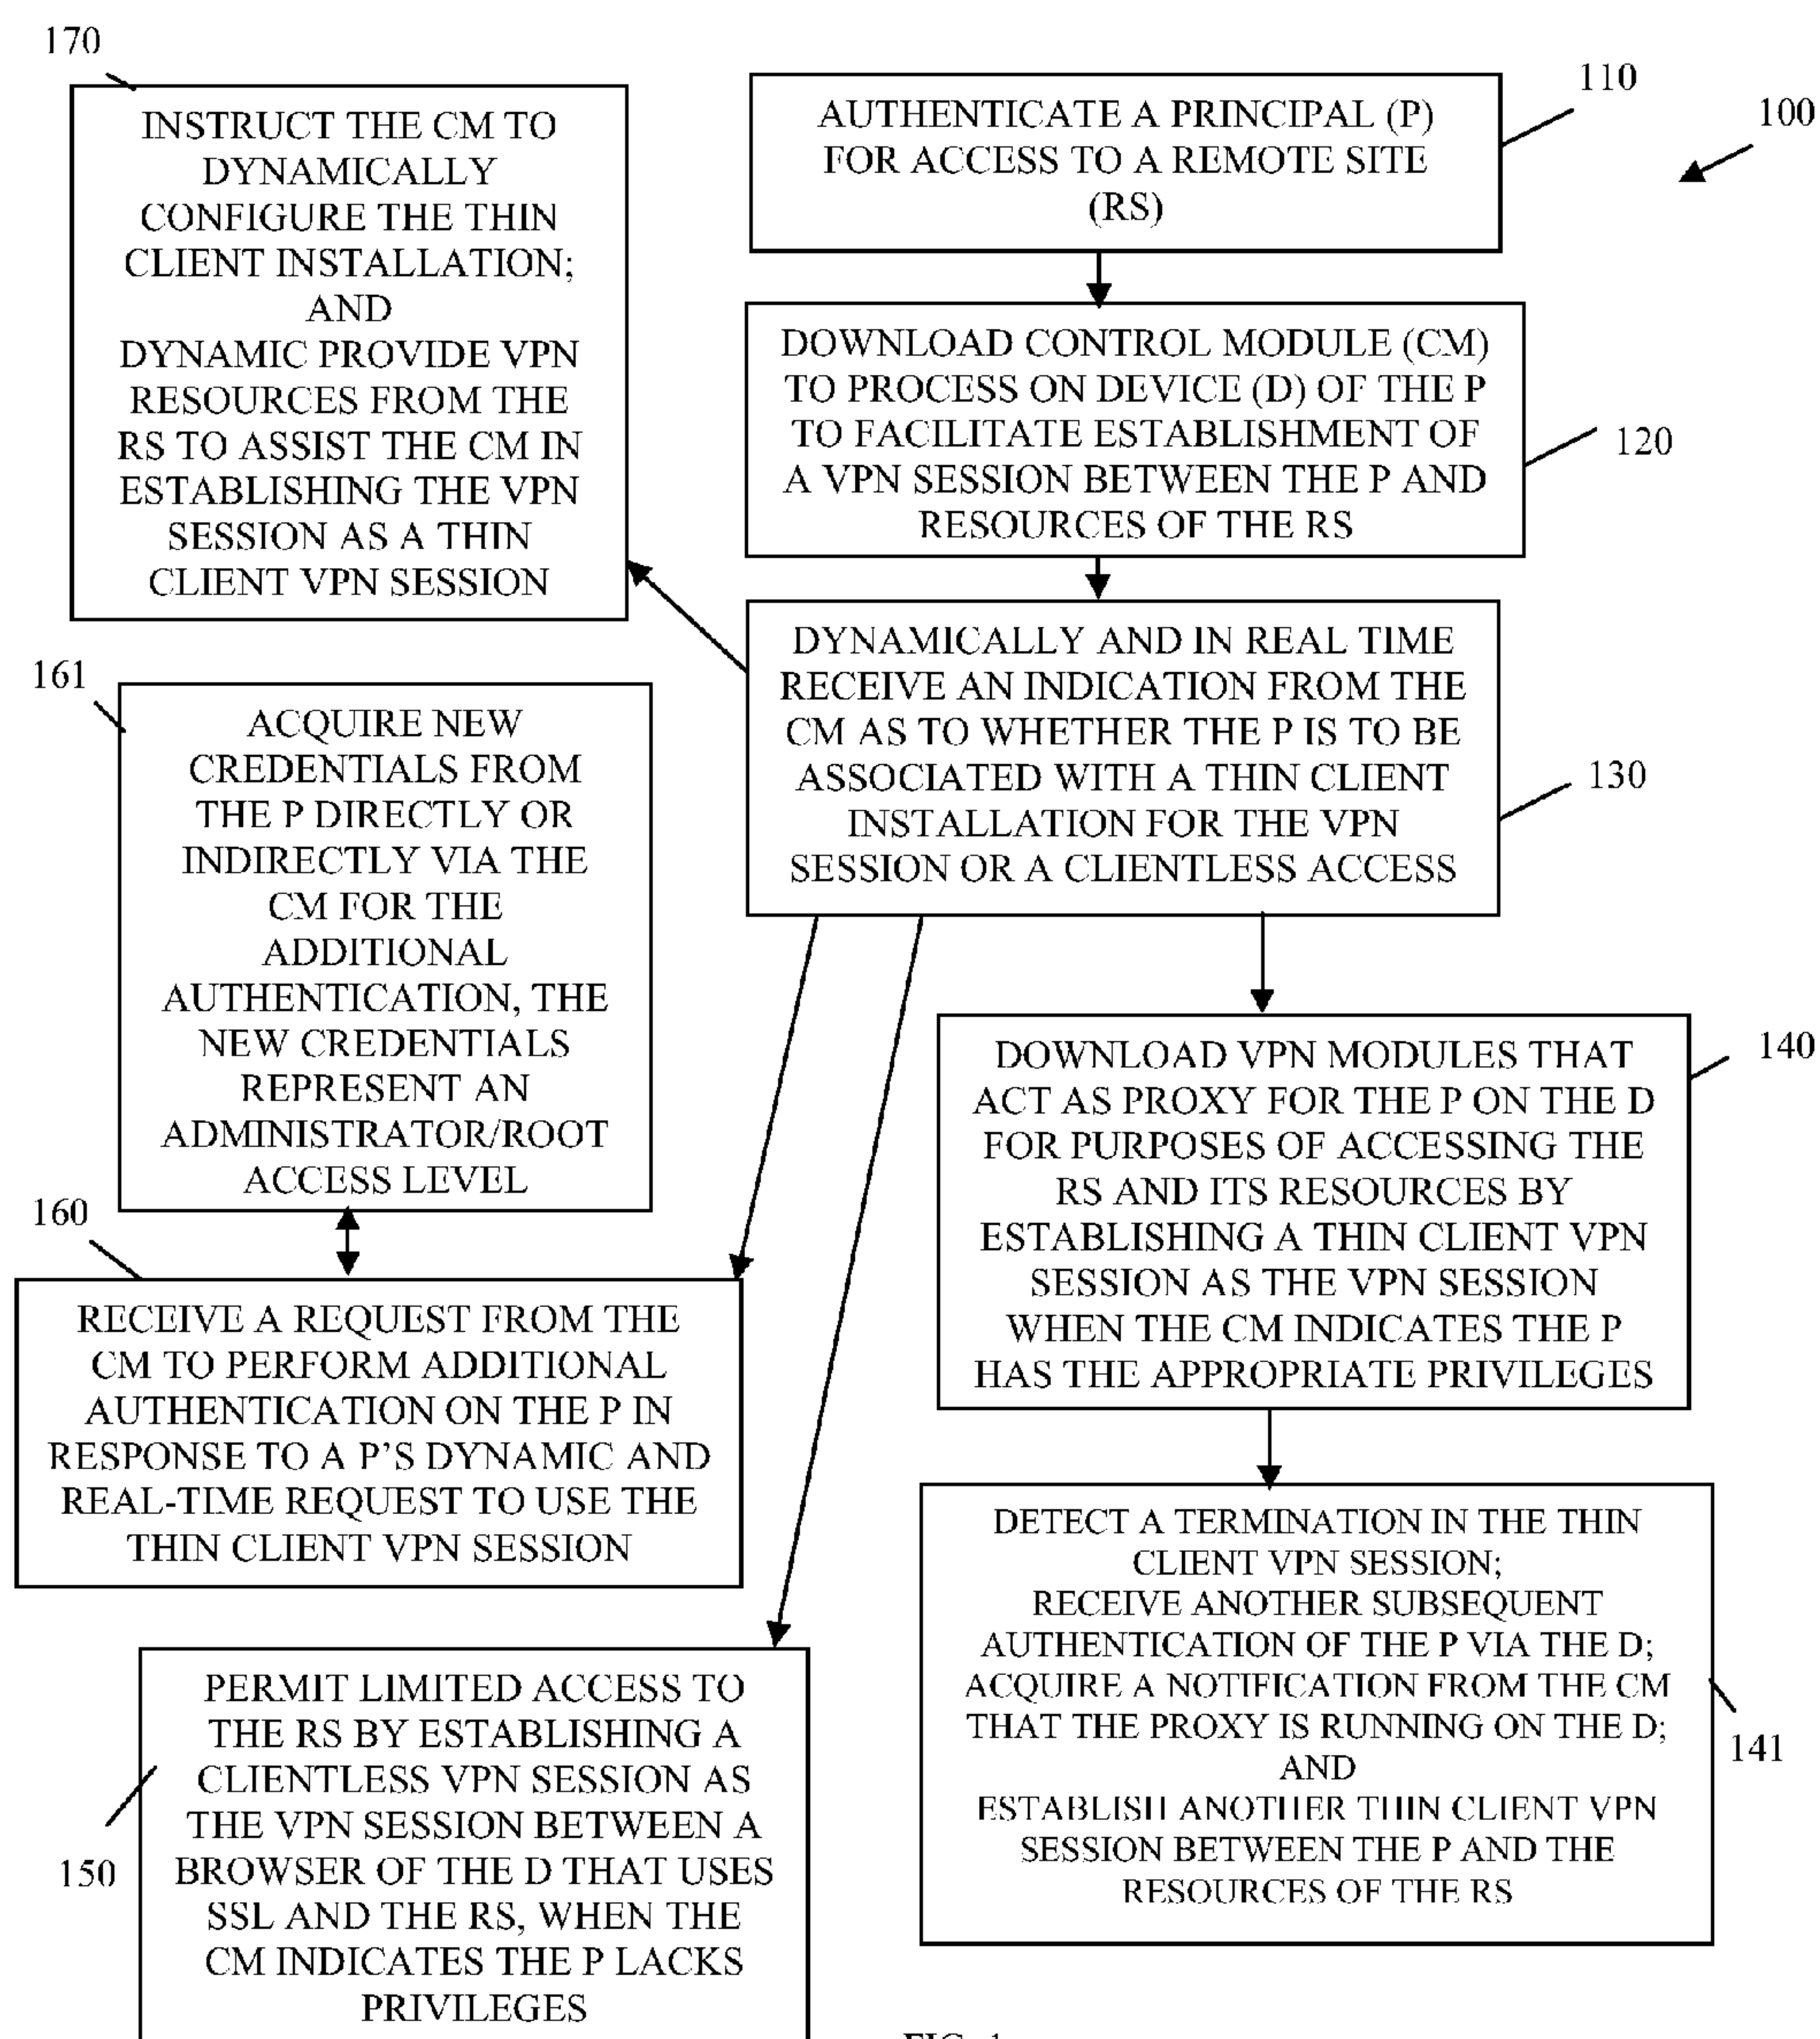 170
INSTRUCT THE CM TO
DYNAMICALLY
CONFIGURE THE THIN
CLIENT INSTALLATION;
AND
DYNAMIC PROVIDE VPN
RESOURCES FROM THE
RS TO ASSIST THE CM IN
ESTABLISHING THE VPN
SESSION AS A THIN
CLIENT VPN SESSION
110
100
AUTHENTICATE A PRINCIPAL (P)
FOR ACCESS TO A REMOTE SITE
(RS)
DOWNLOAD CONTROL MODULE (CM)
TO PROCESS ON DEVICE (D) OF THE P
TO FACILITATE ESTABLISHMENT OF
A VPN SESSION BETWEEN THE P AND
RESOURCES OF THE RS
120
DYNAMICALLY AND IN REAL TIME
RECEIVE AN INDICATION FROM THE
CM AS TO WHETHER THE P IS TO BE
ASSOCIATED WITH A THIN CLIENT
INSTALLATION FOR THE VPN
SESSION OR A CLIENTLESS ACCESS
130
161
ACQUIRE NEW
CREDENTIALS FROM
THE P DIRECTLY OR
INDIRECTLY VIA THE
CM FOR THE
ADDITIONAL
AUTHENTICATION, THE
NEW CREDENTIALS
REPRESENT AN
ADMINISTRATOR/ROOT
ACCESS LEVEL
160
RECEIVE A REQUEST FROM THE
CM TO PERFORM ADDITIONAL
AUTHENTICATION ON THE P IN
RESPONSE TO A P'S DYNAMIC AND
REAL-TIME REQUEST TO USE THE
THIN CLIENT VPN SESSION
140
DOWNLOAD VPN MODULES THAT
ACT AS PROXY FOR THE P ON THE D
FOR PURPOSES OF ACCESSING THE
RS AND ITS RESOURCES BY
ESTABLISHING A THIN CLIENT VPN
SESSION AS THE VPN SESSION
WHEN THE CM INDICATES THE P
HAS THE APPROPRIATE PRIVILEGES
DETECT A TERMINATION IN THE THIN
CLIENT VPN SESSION;
RECEIVE ANOTHER SUBSEQUENT
AUTHENTICATION OF THE P VIA THE D;
ACQUIRE A NOTIFICATION FROM THE CM
THAT THE PROXY IS RUNNING ON THE D;
AND
ESTABLISH ANOTHER THIN CLIENT VPN
SESSION BETWEEN THE P AND THE
RESOURCES OF THE RS
141
PERMIT LIMITED ACCESS TO
THE RS BY ESTABLISHING A
CLIENTLESS VPN SESSION AS
THE VPN SESSION BETWEEN A
BROWSER OF THE D THAT USES
SSL AND THE RS, WHEN THE
CM INDICATES THE P LACKS
PRIVILEGES
150
FIG. 1